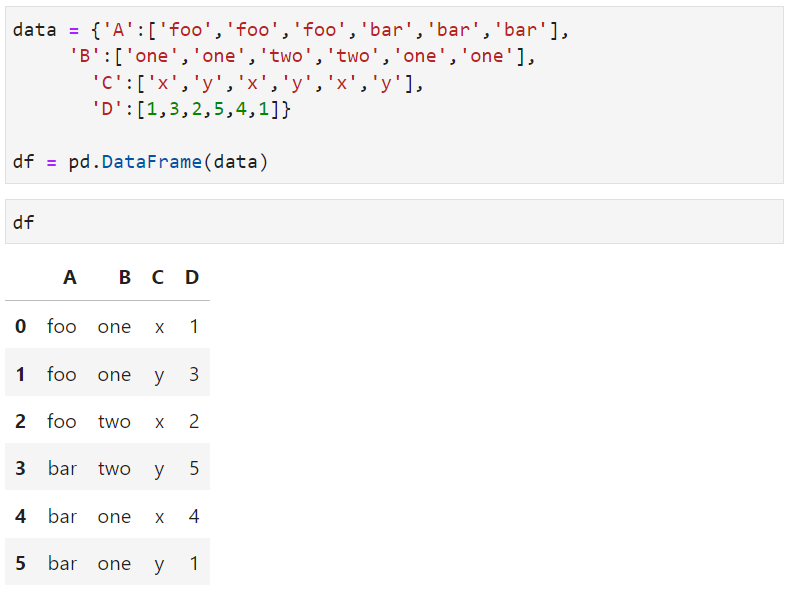 data = {'A':['foo','foo','foo','bar','bar','bar'],
'B':['one','one','two','two','one','one'],
'C':['x','y','x','y','x','y'],
'D':[1,3,2,5,4,1]}
df = pd.DataFrame(data)
df
A B C D
0 foo one x 1
1 foo one y 3
2 foo two x 2
3 bar two y 5
4 bar one x 4
5 bar one y 1